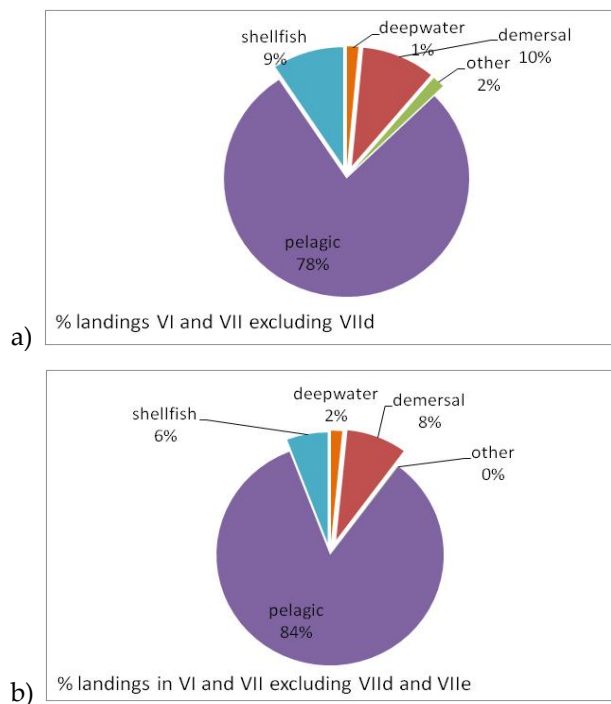 shellfish
9%
deepwater
1%
demersal
10%
other
2%
pelagic
78%
% landings VI and VII excluding VIId
a)
shellfish
6%
deepwater
2%
demersal
8%
other
0%
pelagic
84%
% landings in VI and VII excluding VIId and VIIe
b)